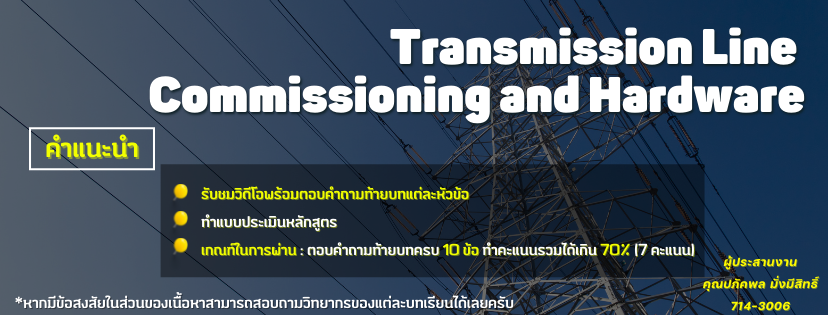 Transmission Line
Commissioning and Hardware
คำแนะนำ
รับชมวิดีโอพร้อมตอบคำถามท้ายบทแต่ละหัวข้อ
ทำแบบประเมินหลักสูตร
เกณฑ์ในการผ่าน : ตอบคำถามท้ายบทครบ 10 ข้อ ทำคะแนนรวมได้เกิน 70% (7 คะแนน)
ผู้ประสานงาน
คุณปภัคพล มั่งมีสิทธิ์
714-3006
*หากมีข้อสงสัยในส่วนของเนื้อหาสามารถสอบถามวิทยากรของแต่ละบทเรียนได้เลยครับ